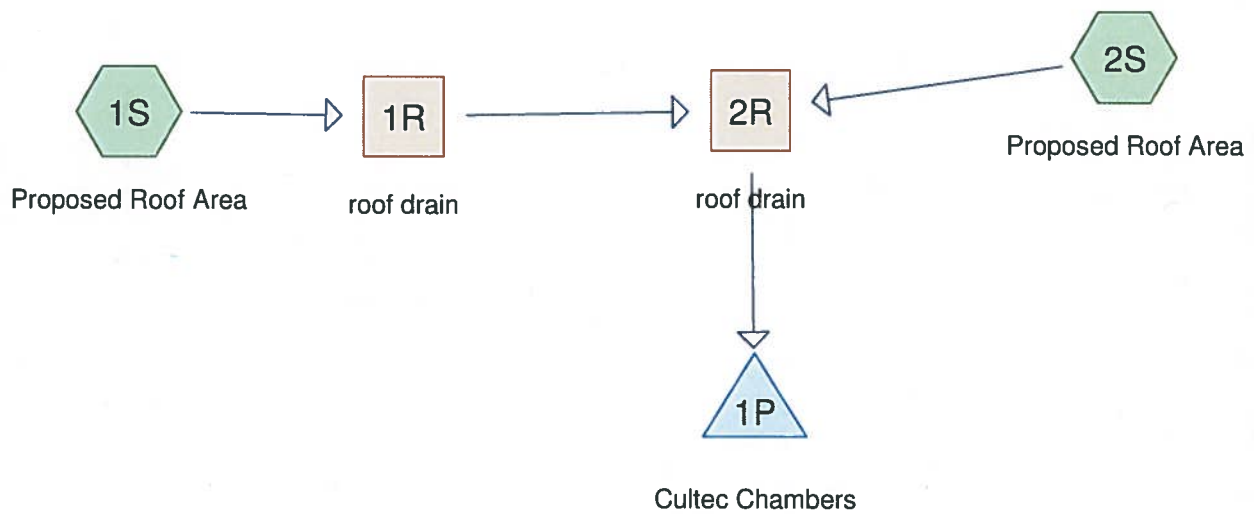 1S
Proposed Roof Area
1R
roof drain
2R
roof drain
2S
Proposed Roof Area
1P
Cultec Chambers